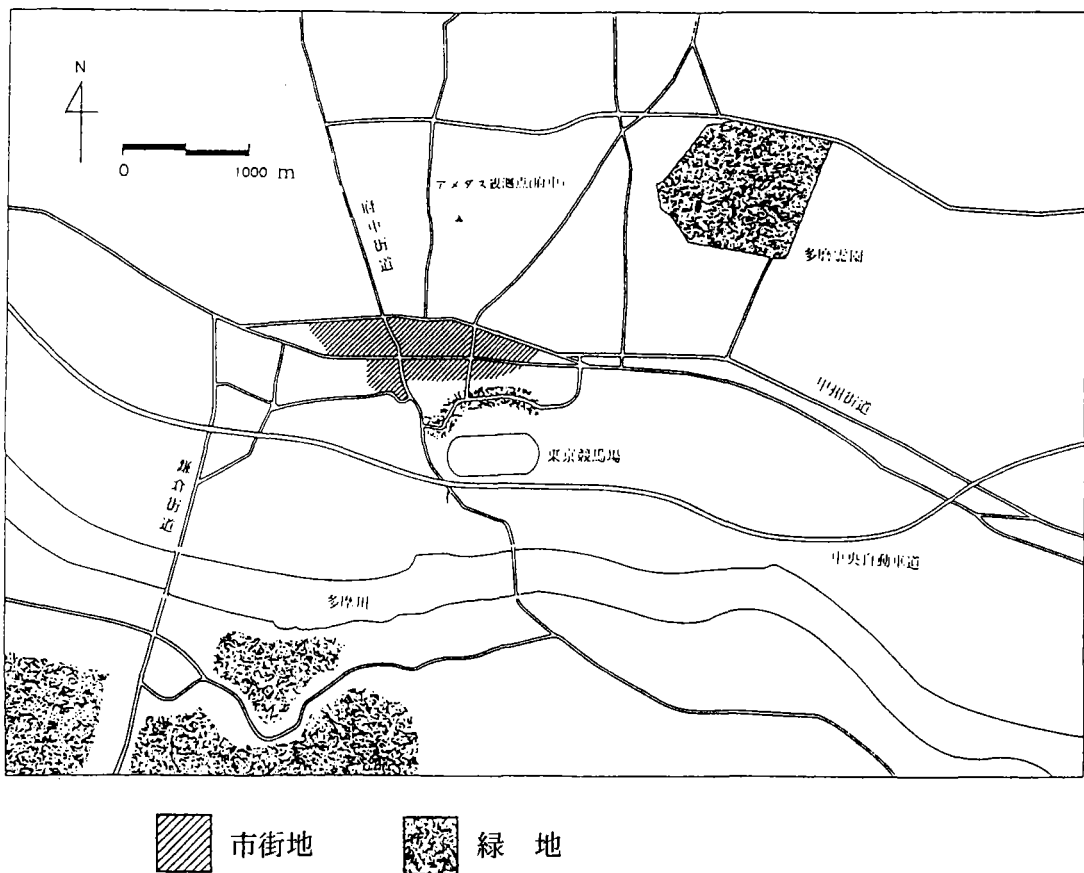 N
0 1000 m
アメダス観測点(府中)
府中街道
多磨霊園
甲州街道
東京競馬場
鎌倉街道
中央自動車道
多摩川
市街地
緑 地